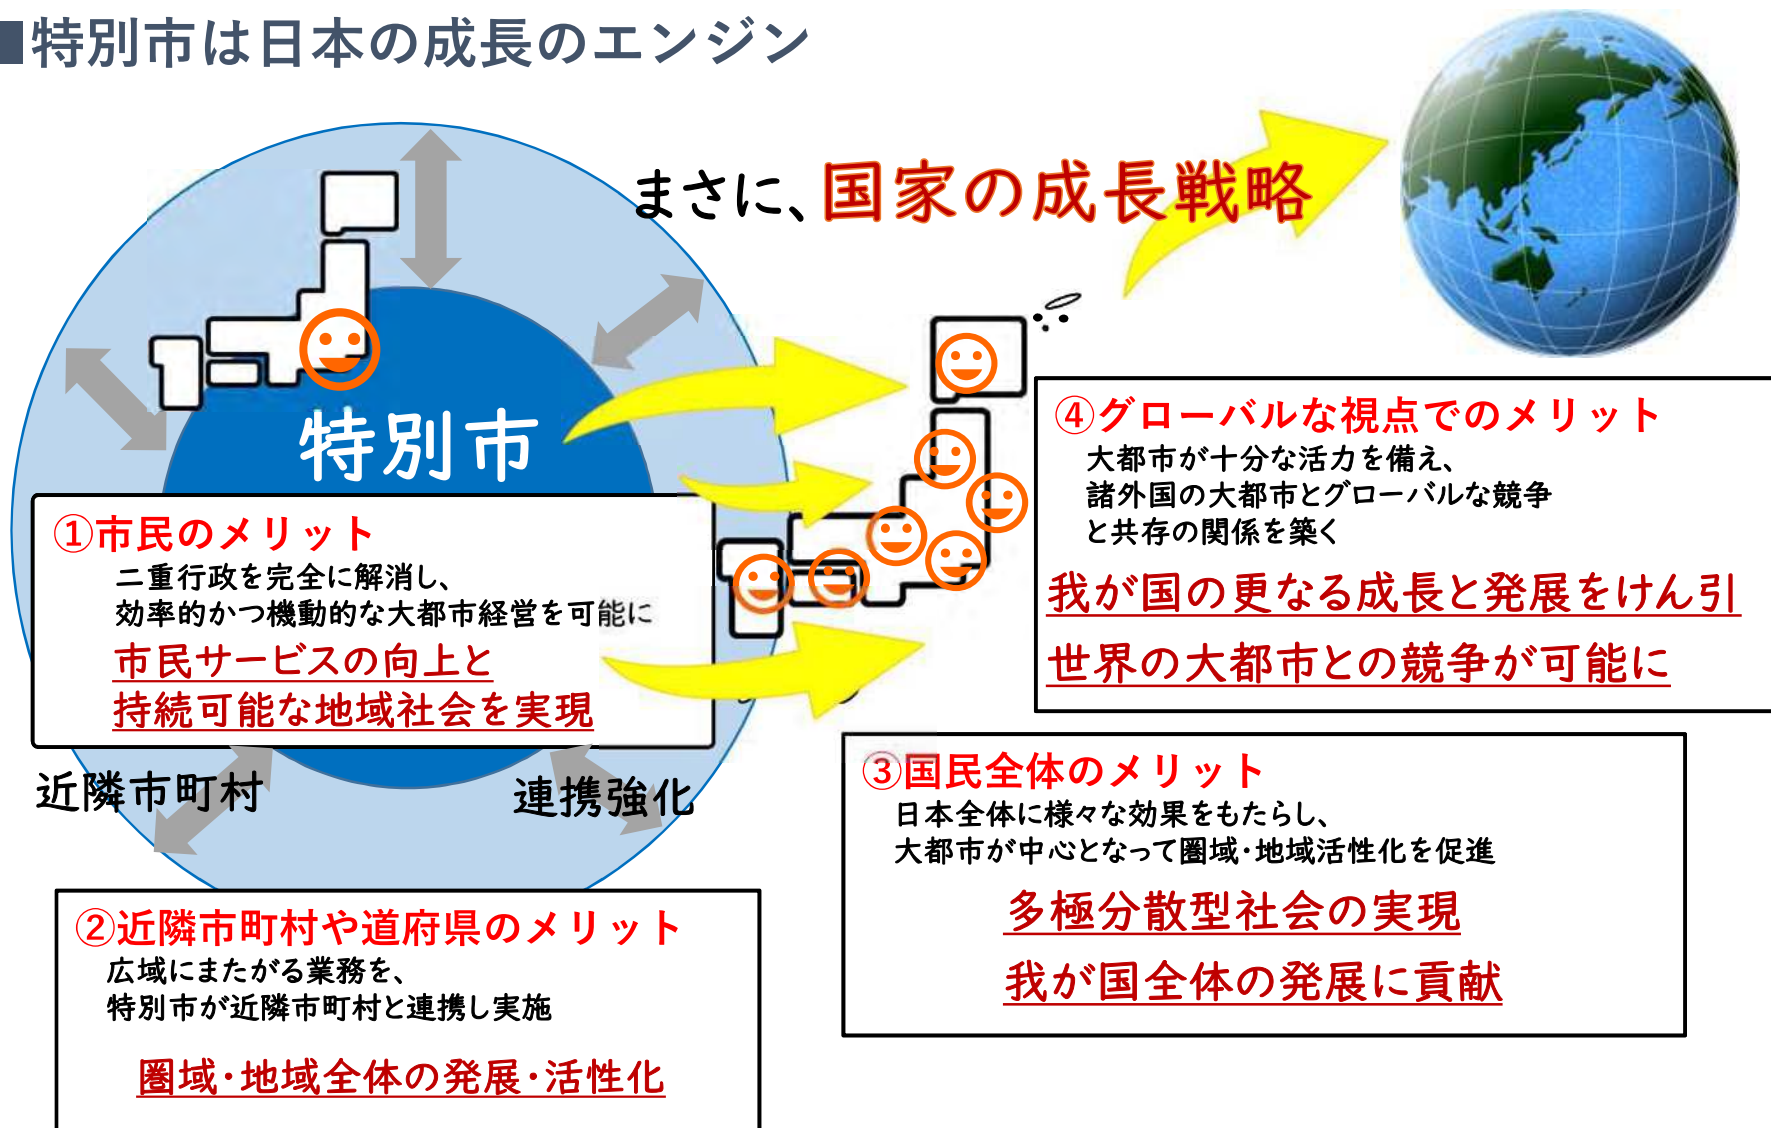 ■特別市は日本の成長のエンジン
まさに、国家の成長戦略
特別市
①市民のメリット
二重行政を完全に解消し、
効率的かつ機動的な大都市経営を可能に
市民サービスの向上と
持続可能な地域社会を実現
近隣市町村
連携強化
②近隣市町村や道府県のメリット
広域にまたがる業務を、
特別市が近隣市町村と連携し実施
圏域・地域全体の発展・活性化
③国民全体のメリット
日本全体に様々な効果をもたらし、
大都市が中心となって圏域・地域活性化を促進
多極分散型社会の実現
我が国全体の発展に貢献
④グローバルな視点でのメリット
大都市が十分な活力を備え、
諸外国の大都市とグローバルな競争
と共存の関係を築く
我が国の更なる成長と発展をけん引
世界の大都市との競争が可能に